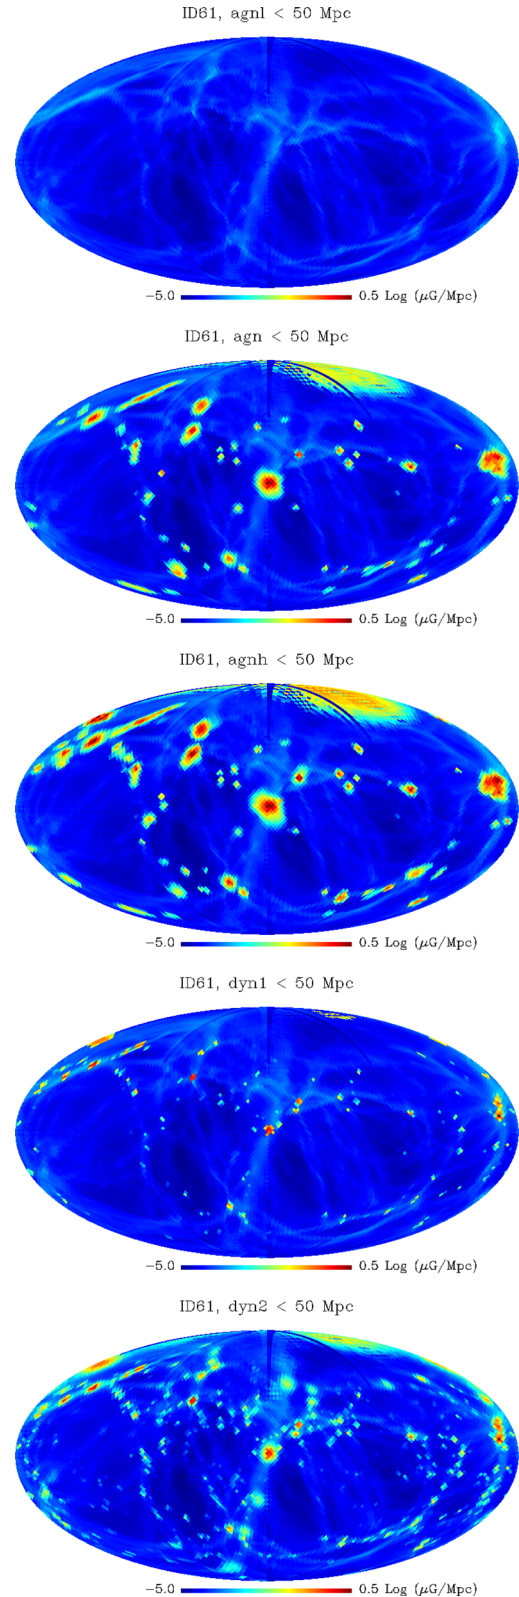 ID61, agnl < 50 Mpc
−5.0 0.5 Log (μG/Mpc)
ID61, agn < 50 Mpc
−5.0 0.5 Log (μG/Mpc)
ID61, agnh < 50 Mpc
−5.0 0.5 Log (μG/Mpc)
ID61, dyn1 < 50 Mpc
−5.0 0.5 Log (μG/Mpc)
ID61, dyn2 < 50 Mpc
−5.0 0.5 Log (μG/Mpc)